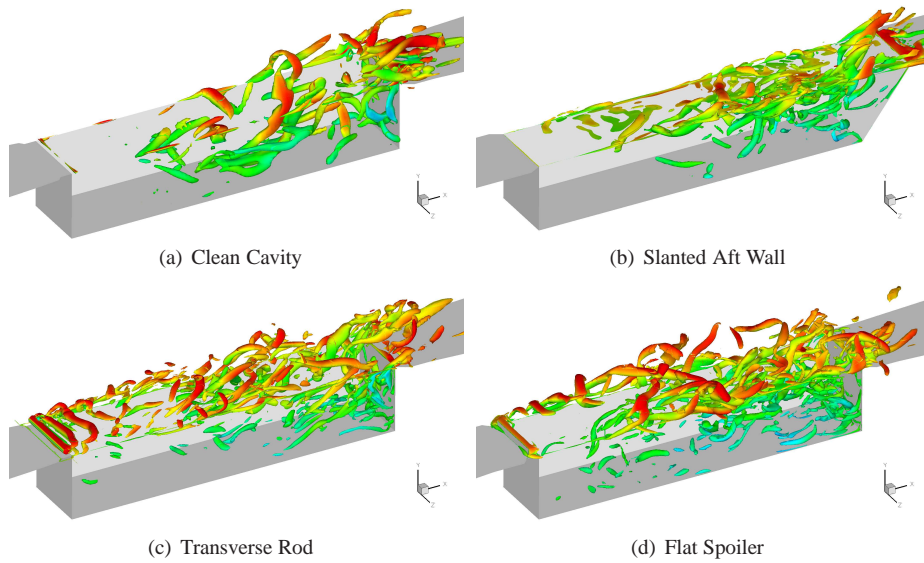 Y
X
Z
Y
X
Z
(a) Clean Cavity
(b) Slanted Aft Wall
Y
X
Z
Y
X
Z
(c) Transverse Rod
(d) Flat Spoiler